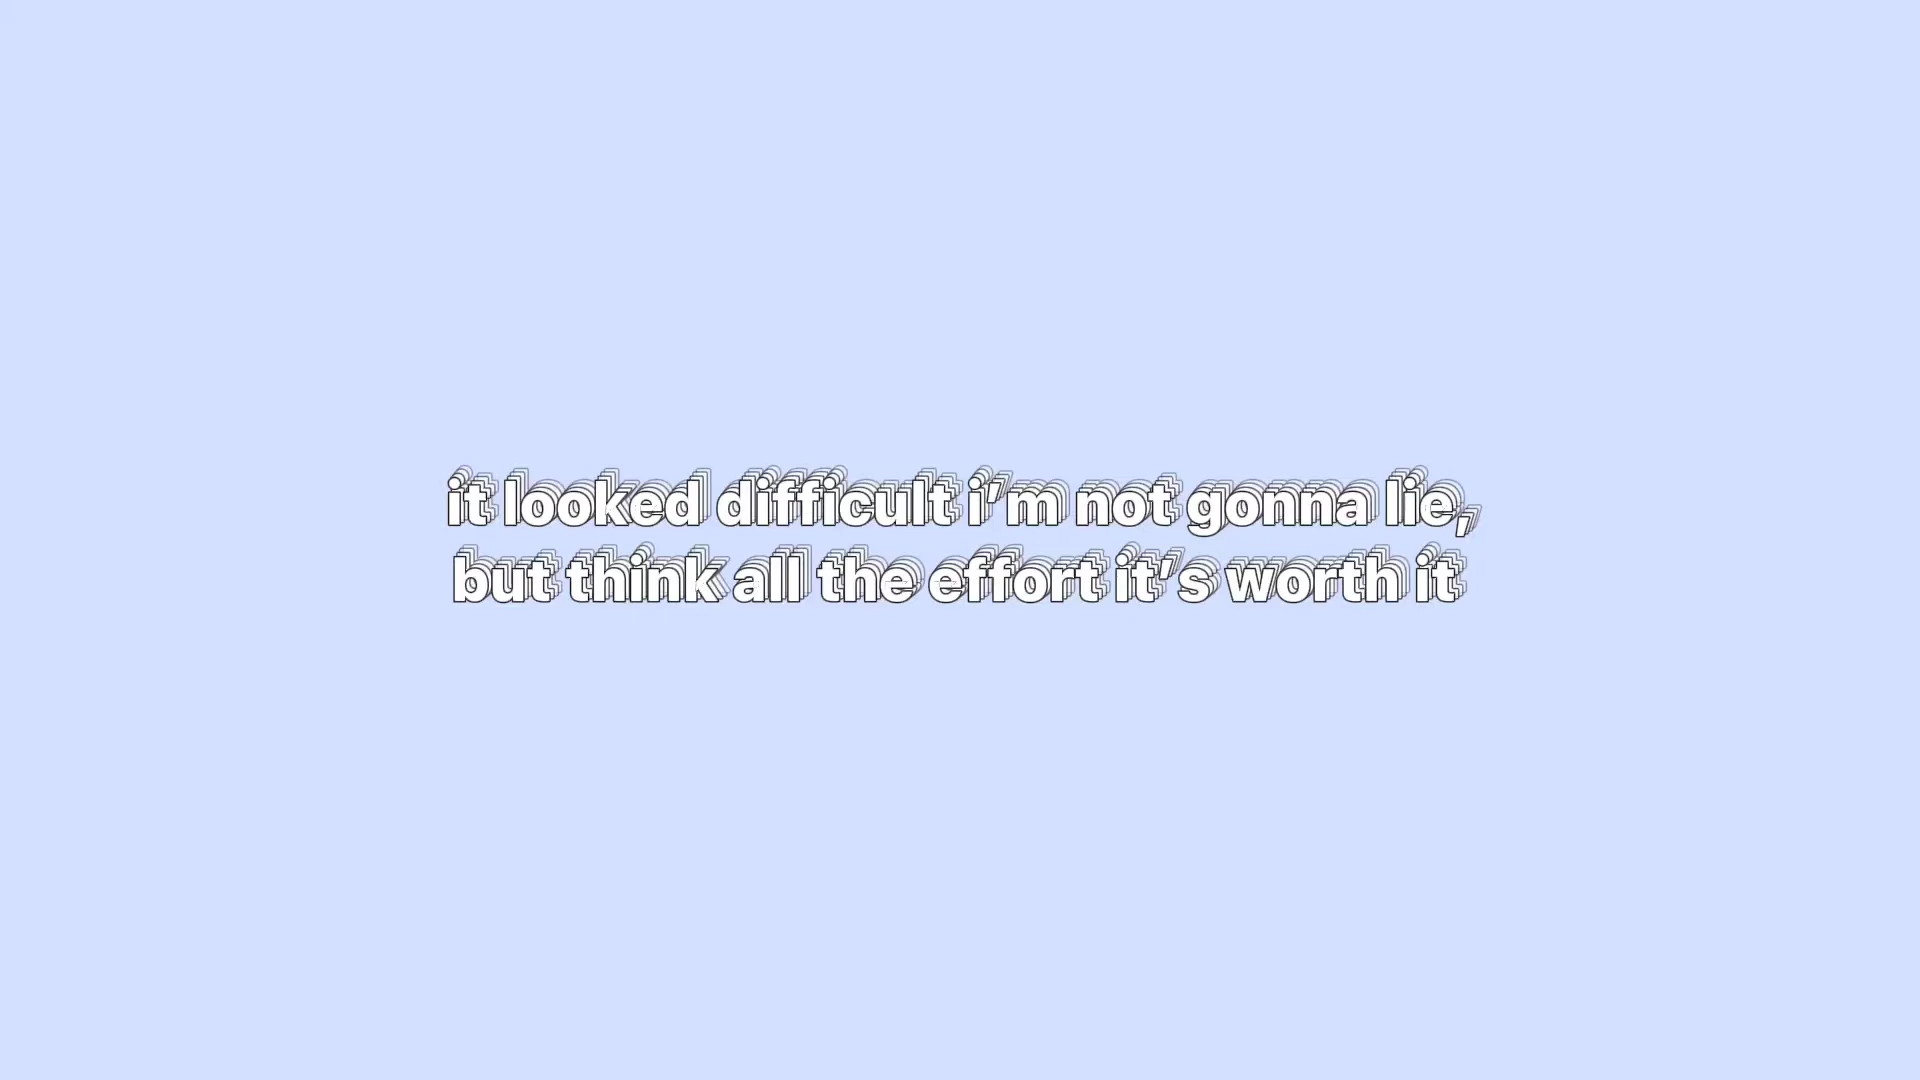 it looked difficult i’m not gonna lie,
but think all the effort it’s worth it